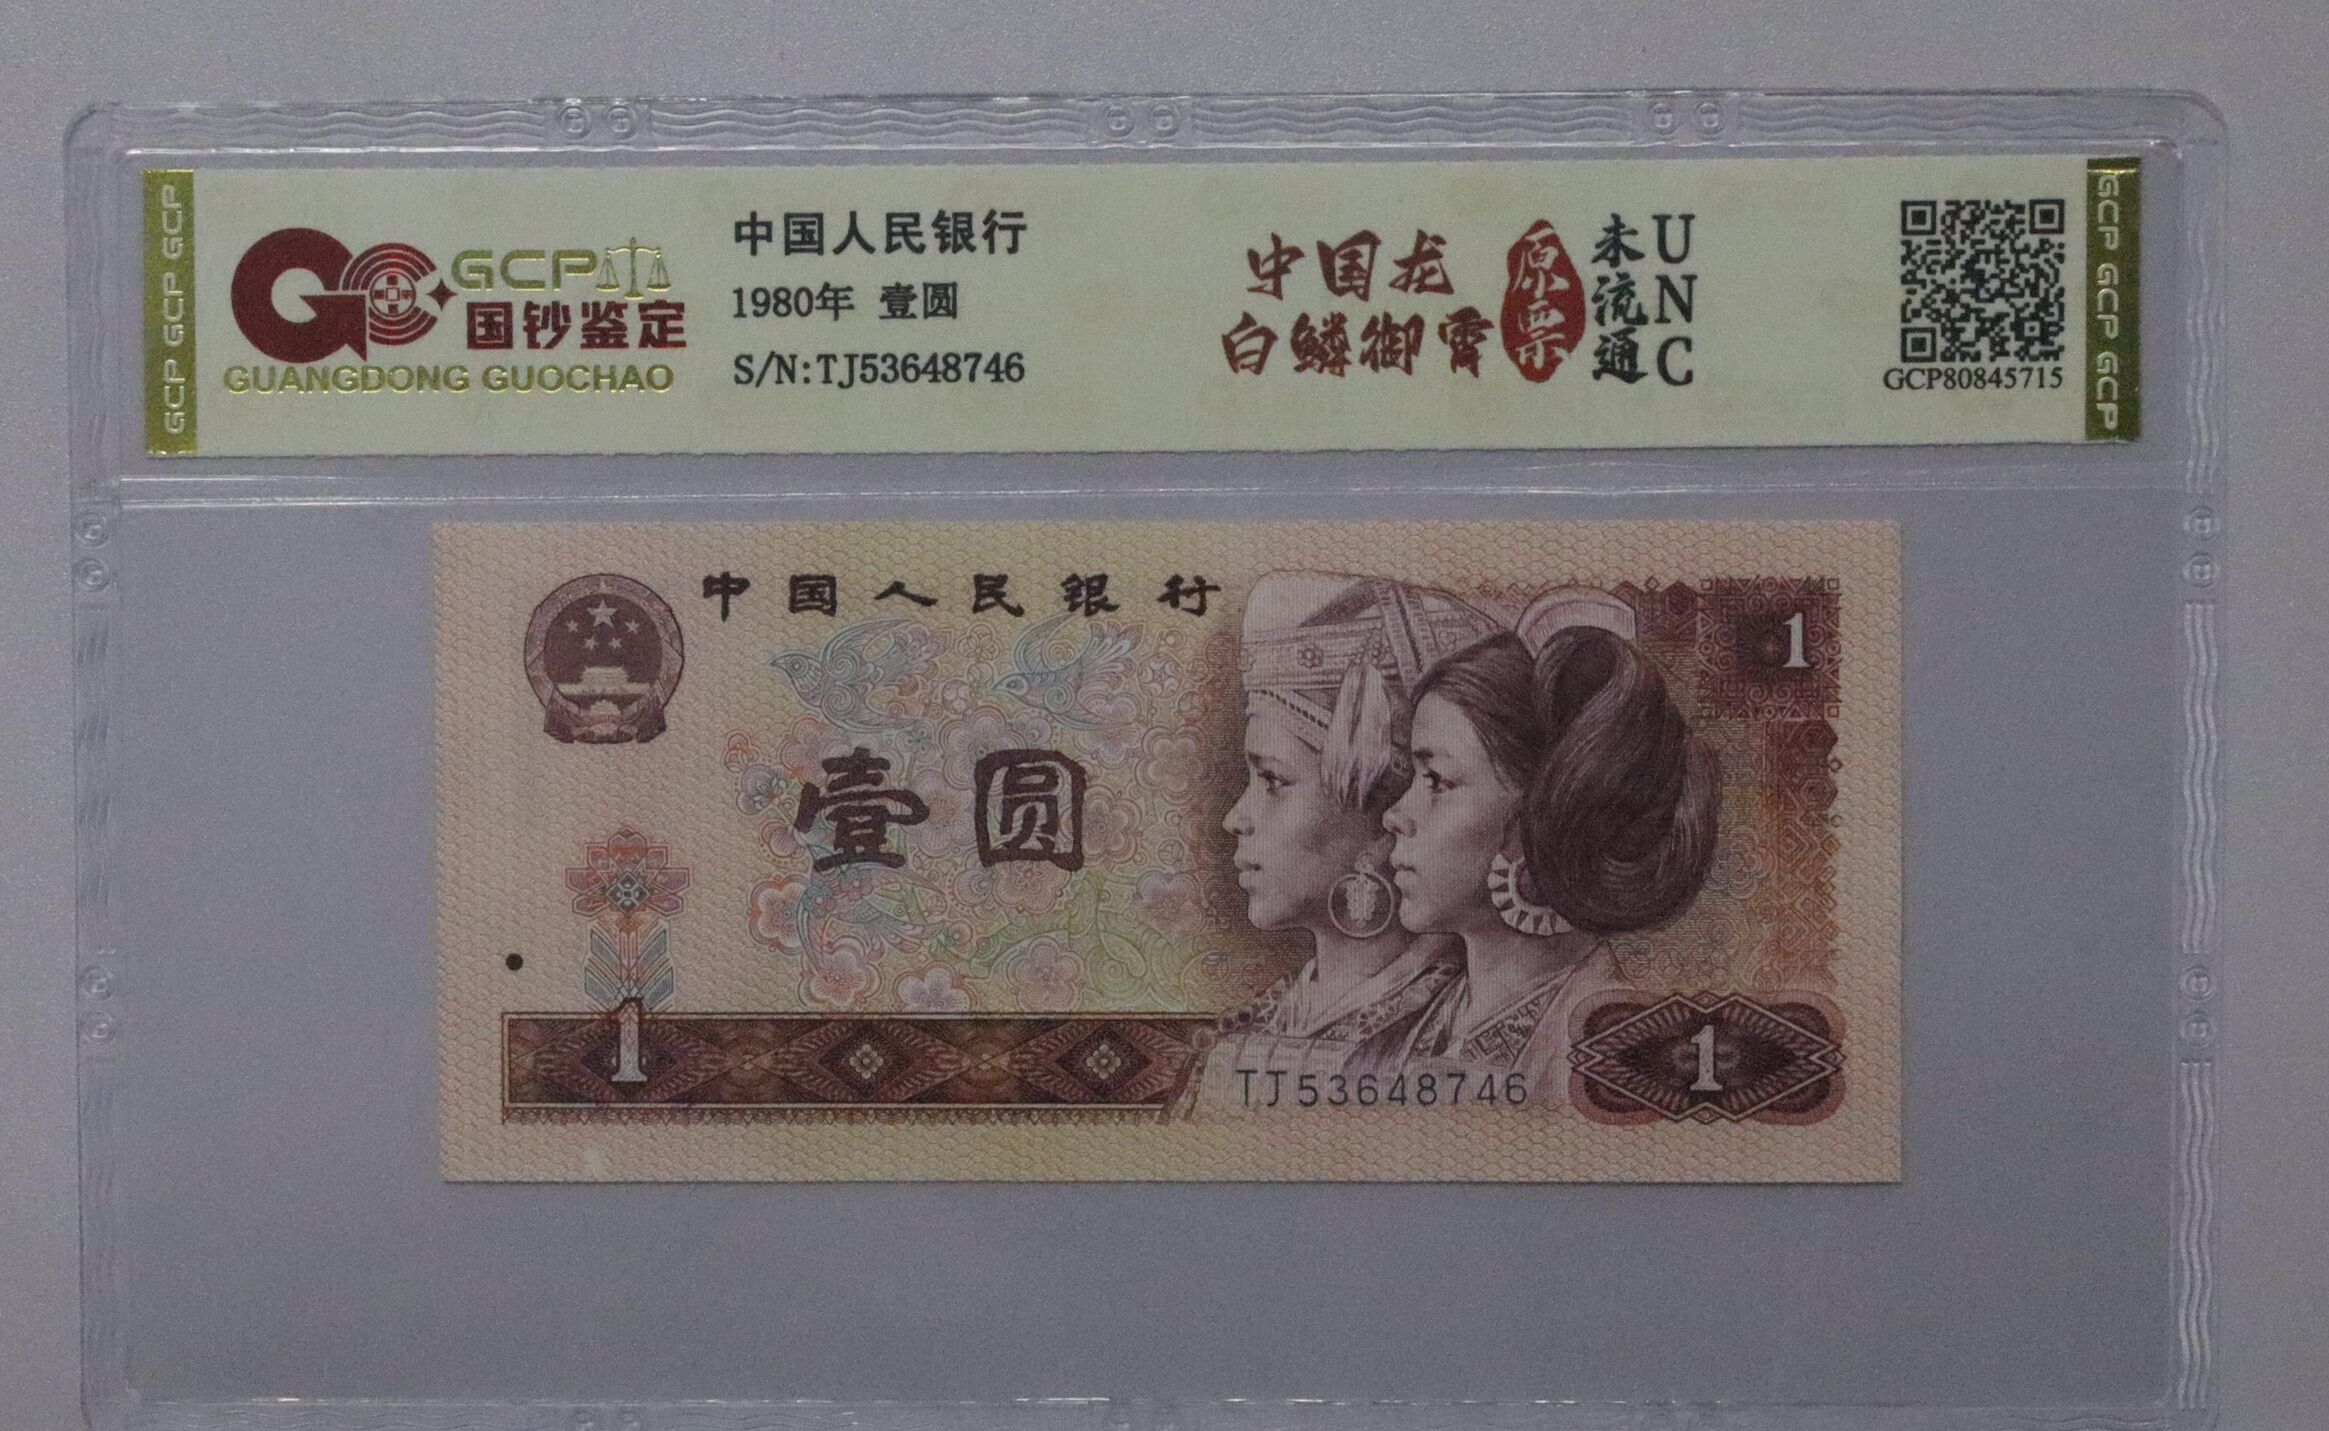 GCP GCP GCP
GCP
国钞鉴定
GUANGDONG GUOCHAO
中国人民银行
1980年 壹圆
S/N:TJ53648746
中国龙
白鳟御霄
原票
未流通
UNC
GCP80845715
GCP GCP GCP
中国人民银行
1
壹圆
1
TJ53648746
1